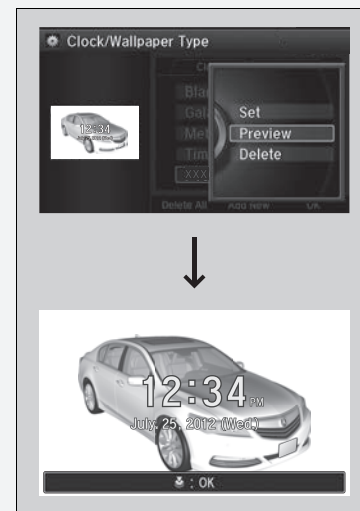 Clock/Wallpaper Type
12:34
Set
Preview
Delete
XXX
Delete All Add New OK
12:34 PM
July. 25, 2012 (Wed.)
: OK